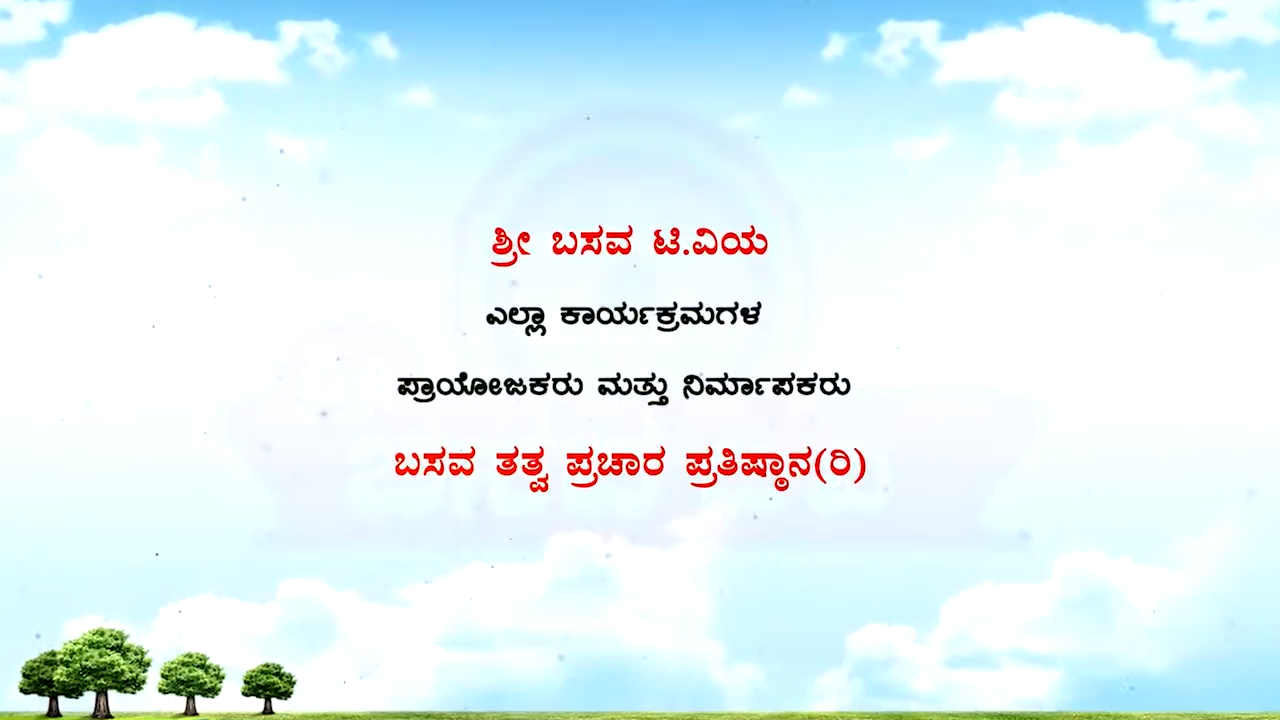 ಶ್ರೀ ಬಸವ ಟಿ.ವಿಯ
ಎಲ್ಲಾ ಕಾರ್ಯಕ್ರಮಗಳ
ಪ್ರಾಯೋಜಕರು ಮತ್ತು ನಿರ್ಮಾಪಕರು
ಬಸವ ತತ್ವ ಪ್ರಚಾರ ಪ್ರತಿಷ್ಠಾನ(ರಿ)